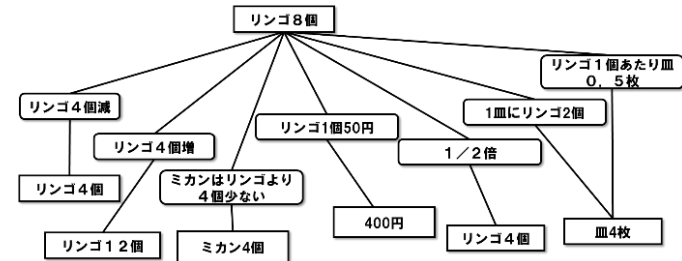 リンゴ８個
リンゴ１個あたり皿
０．５枚
リンゴ４個減
1皿にリンゴ2個
リンゴ1個50円
リンゴ４個増
１／２倍
ミカンはリンゴより
４個少ない
リンゴ４個
400円
皿4枚
リンゴ４個
リンゴ１２個
ミカン4個